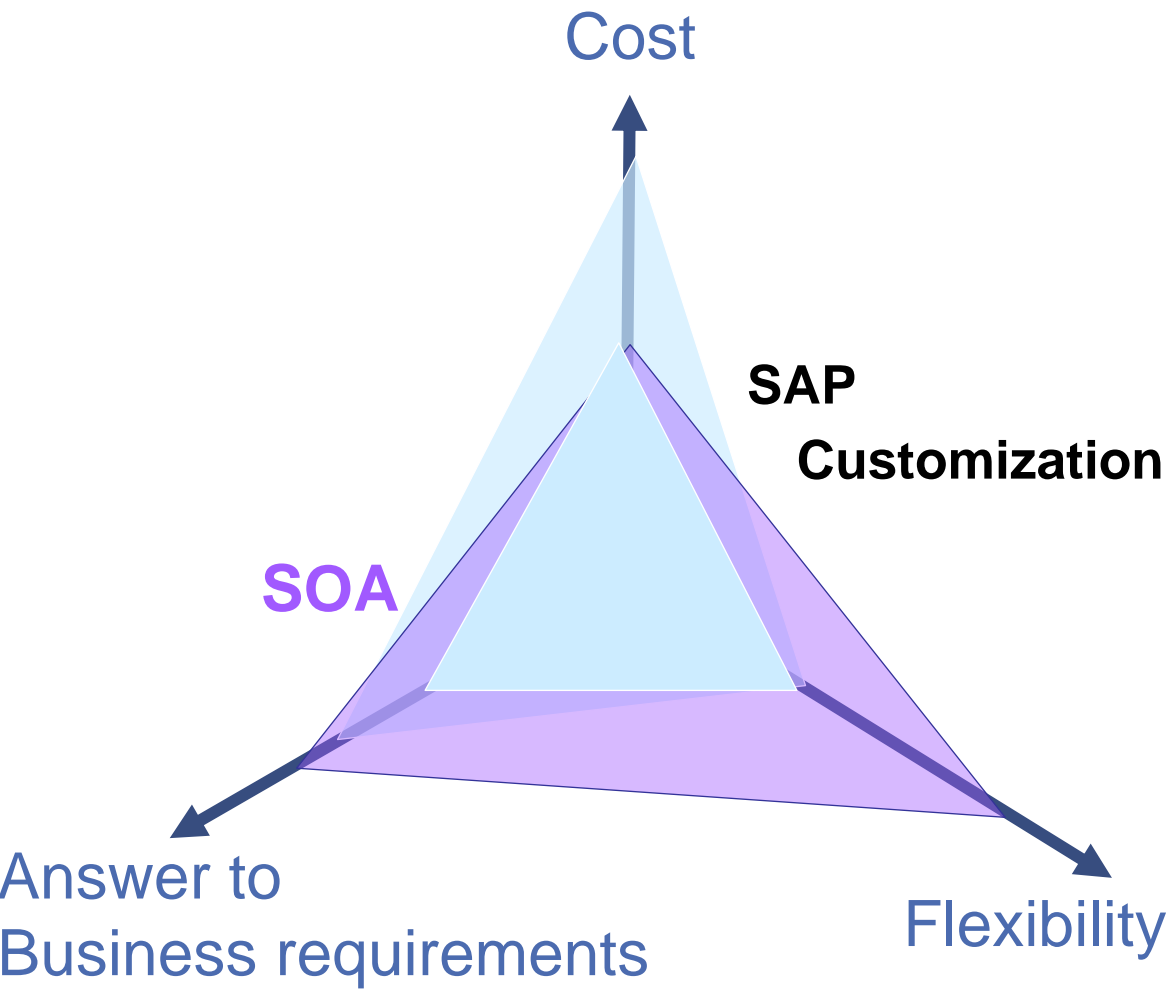 Cost
SAP
Customization
SOA
Answer to
Business requirements
Flexibility